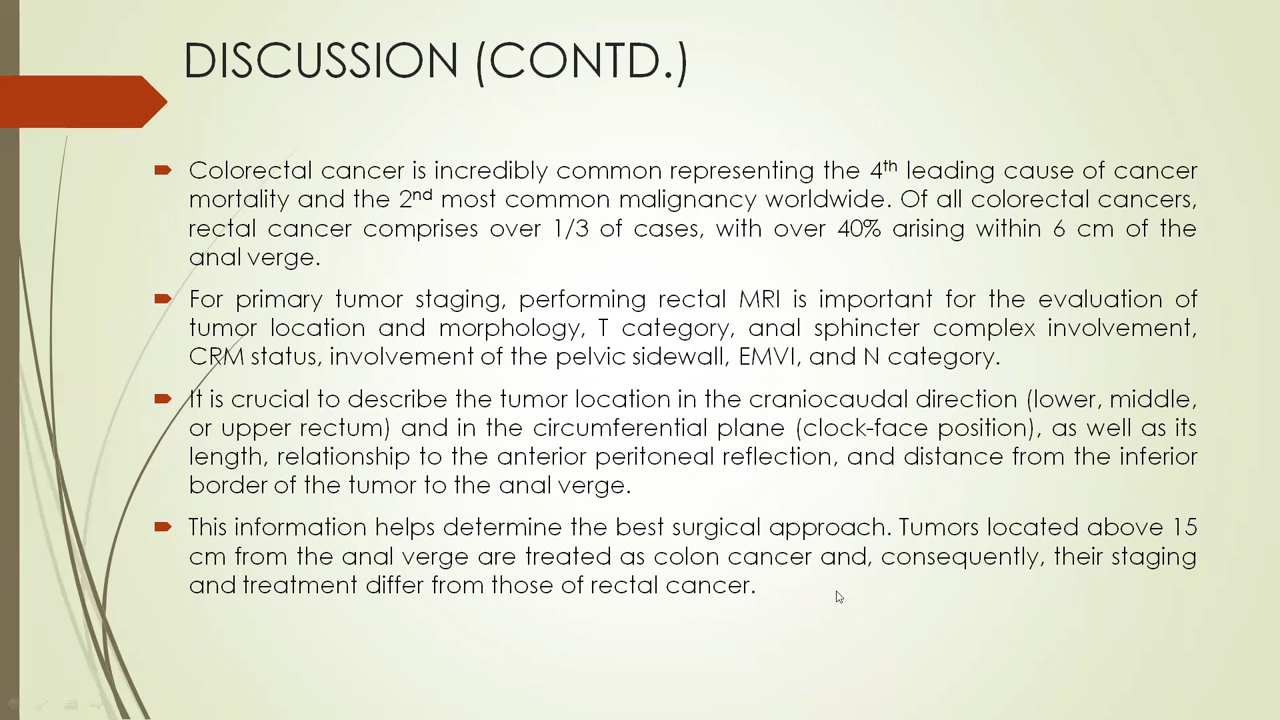 DISCUSSION (CONTD.)
Colorectal cancer is incredibly common representing the 4th leading cause of cancer
mortality and the 2nd most common malignancy worldwide. Of all colorectal cancers,
rectal cancer comprises over 1/3 of cases, with over 40% arising within 6 cm of the
anal verge.
For primary tumor staging, performing rectal MRI is important for the evaluation of
tumor location and morphology, T category, anal sphincter complex involvement,
CRM status, involvement of the pelvic sidewall, EMVI, and N category.
It is crucial to describe the tumor location in the craniocaudal direction (lower, middle,
or upper rectum) and in the circumferential plane (clock-face position), as well as its
length, relationship to the anterior peritoneal reflection, and distance from the inferior
border of the tumor to the anal verge.
This information helps determine the best surgical approach. Tumors located above 15
cm from the anal verge are treated as colon cancer and, consequently, their staging
and treatment differ from those of rectal cancer.